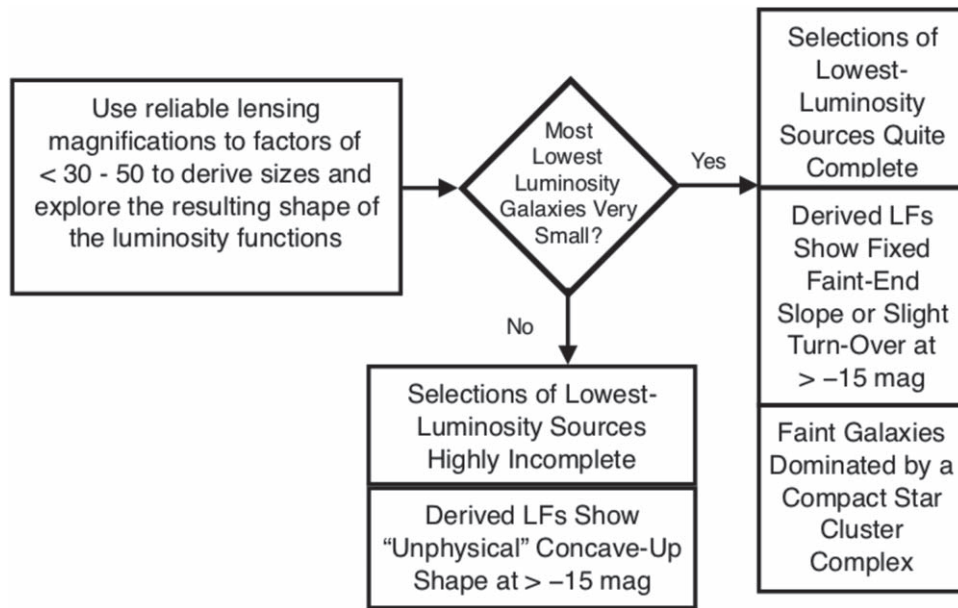 Use reliable lensing
magnifications to factors of
< 30 - 50 to derive sizes and
explore the resulting shape of
the luminosity functions
Most
Lowest
Luminosity
Galaxies Very
Small?
Yes
No
Selections of
Lowest-
Luminosity
Sources Quite
Complete
Derived LFs
Show Fixed
Faint-End
Slope or Slight
Turn-Over at
> −15 mag
Faint Galaxies
Dominated by a
Compact Star
Cluster
Complex
Selections of Lowest-
Luminosity Sources
Highly Incomplete
Derived LFs Show
“Unphysical” Concave-Up
Shape at > −15 mag